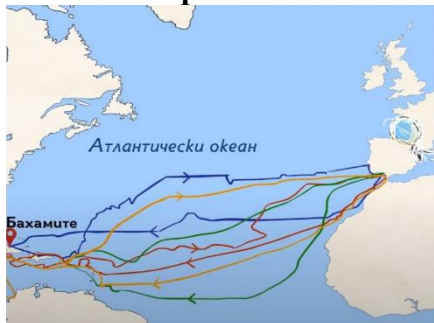 Атлантически океан
Бахамите